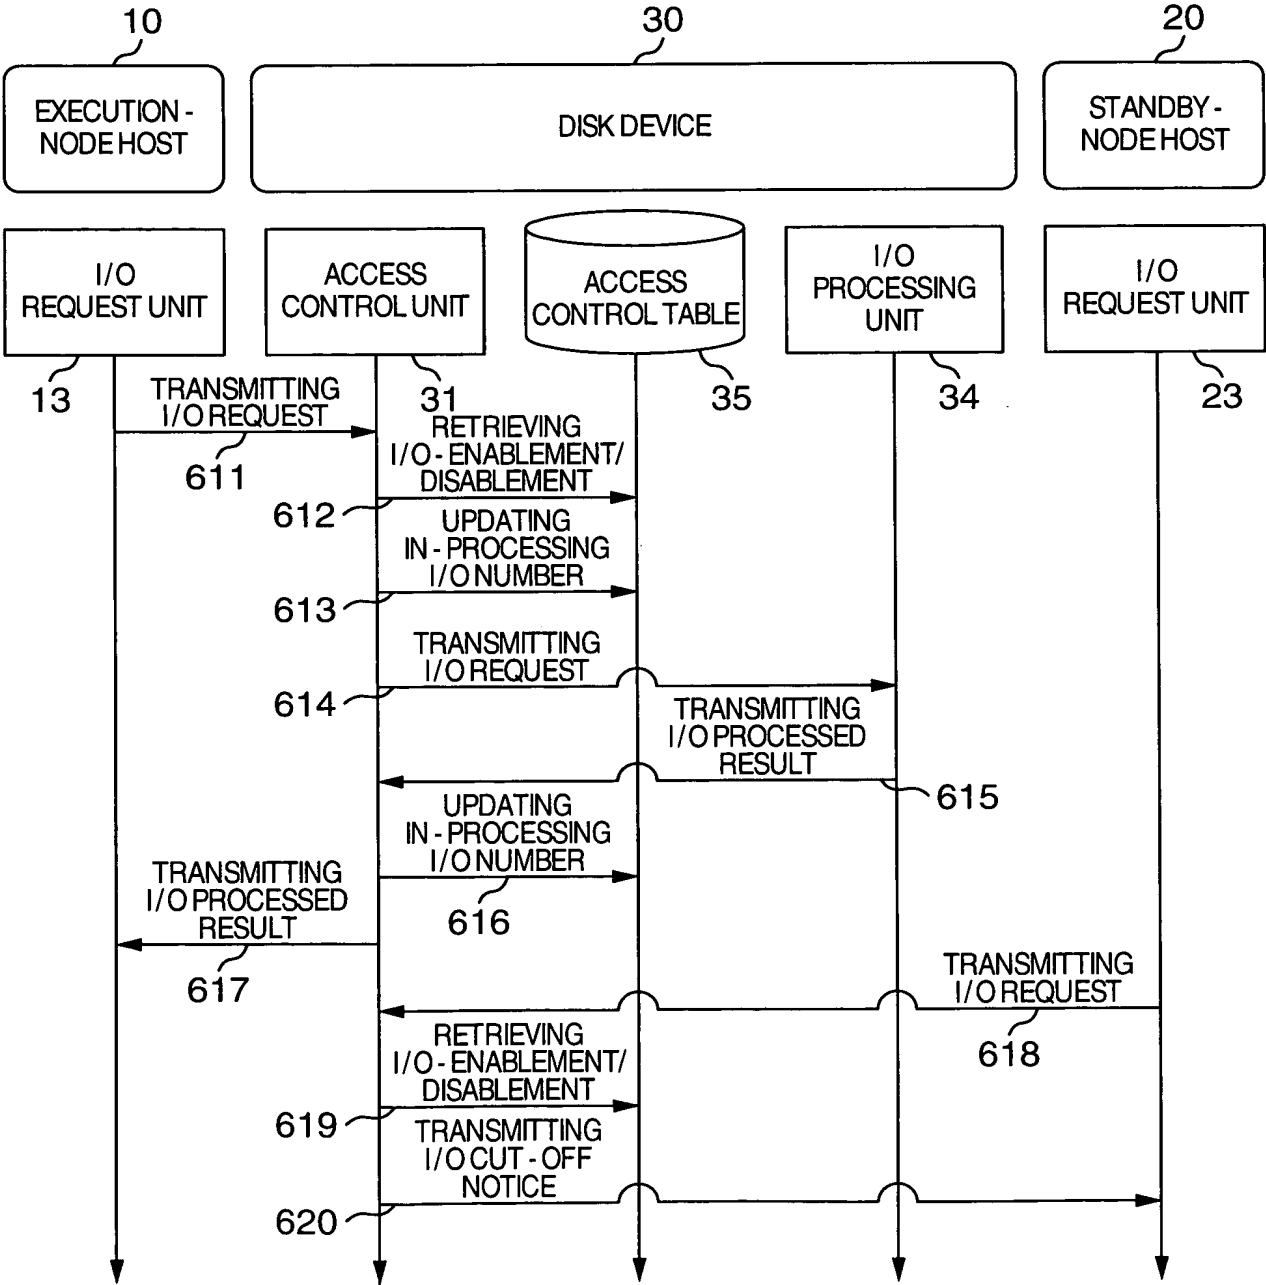 10
30
20
EXECUTION-
NODE HOST
DISK DEVICE
STANDBY-
NODE HOST
I/O
REQUEST UNIT
ACCESS
CONTROL UNIT
ACCESS
CONTROL TABLE
I/O
PROCESSING
UNIT
I/O
REQUEST UNIT
13
31
35
34
23
TRANSMITTING
I/O REQUEST
611
RETRIEVING
I/O-ENABLEMENT/
DISABLEMENT
612
UPDATING
IN-PROCESSING
I/O NUMBER
613
TRANSMITTING
I/O REQUEST
614
TRANSMITTING
I/O PROCESSED
RESULT
615
UPDATING
IN-PROCESSING
I/O NUMBER
616
TRANSMITTING
I/O PROCESSED
RESULT
617
TRANSMITTING
I/O REQUEST
618
RETRIEVING
I/O-ENABLEMENT/
DISABLEMENT
619
TRANSMITTING
I/O CUT-OFF
NOTICE
620